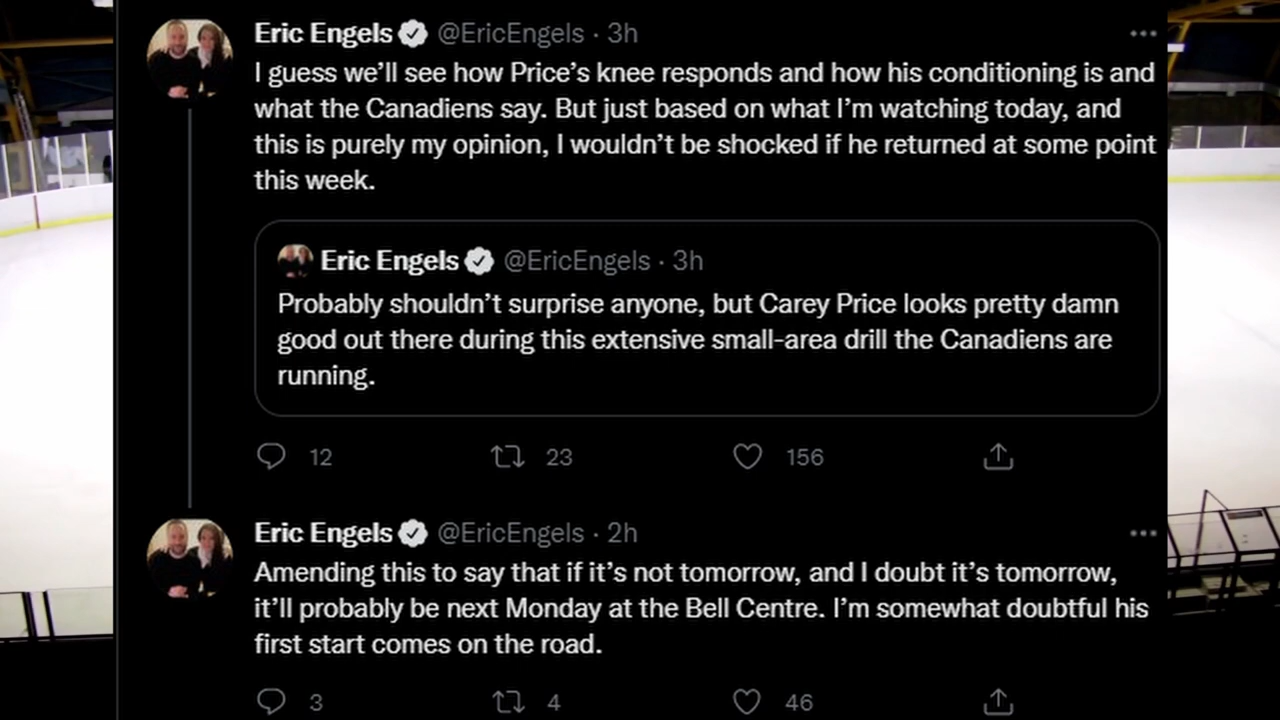 Eric Engels @EricEngels · 3h
I guess we’ll see how Price’s knee responds and how his conditioning is and
what the Canadiens say. But just based on what I’m watching today, and
this is purely my opinion, I wouldn’t be shocked if he returned at some point
this week.
Eric Engels @EricEngels · 3h
Probably shouldn’t surprise anyone, but Carey Price looks pretty damn
good out there during this extensive small-area drill the Canadiens are
running.
12 23 156
Eric Engels @EricEngels · 2h
Amending this to say that if it’s not tomorrow, and I doubt it’s tomorrow,
it’ll probably be next Monday at the Bell Centre. I’m somewhat doubtful his
first start comes on the road.
3 4 46